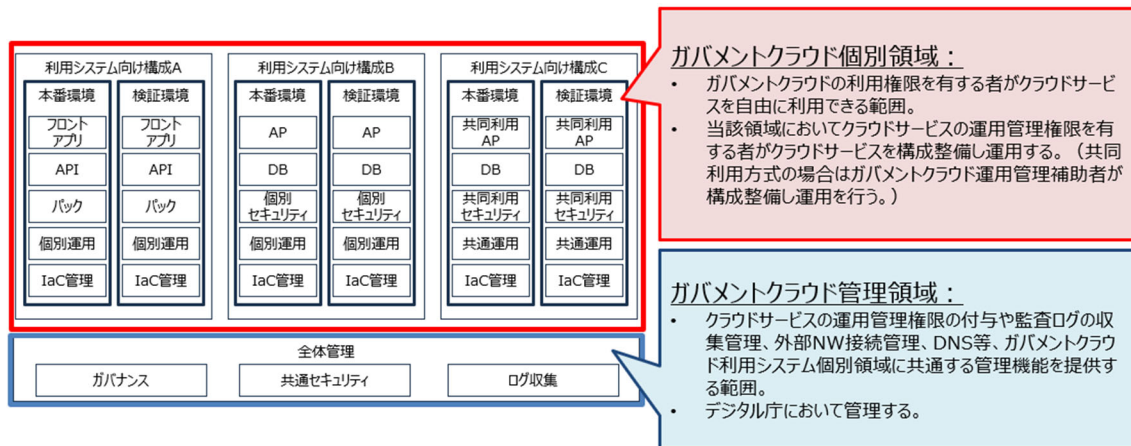 利用システム向け構成A
本番環境
フロント
アプリ
API
パック
個別運用
IaC管理
検証環境
フロント
アプリ
API
パック
個別運用
IaC管理
利用システム向け構成B
本番環境
AP
DB
個別
セキュリティ
個別運用
IaC管理
検証環境
AP
DB
個別
セキュリティ
個別運用
IaC管理
利用システム向け構成C
本番環境
共同利用
AP
DB
共同利用
セキュリティ
共通運用
IaC管理
検証環境
共同利用
AP
DB
共同利用
セキュリティ
共通運用
IaC管理
全体管理
ガバナンス
共通セキュリティ
ログ収集
ガバメントクラウド個別領域：
• ガバメントクラウドの利用権限を有する者がクラウドサービ
スを自由に利用できる範囲。
• 当該領域においてクラウドサービスの運用管理権限を有
する者がクラウドサービスを構成整備し運用する。（共同
利用方式の場合はガバメントクラウド運用管理補助者が
構成整備し運用を行う。）
ガバメントクラウド管理領域：
• クラウドサービスの運用管理権限の付与や監査ログの収
集管理、外部NW接続管理、DNS等、ガバメントクラウ
ド利用システム個別領域に共通する管理機能を提供す
る範囲。
• デジタル庁において管理する。